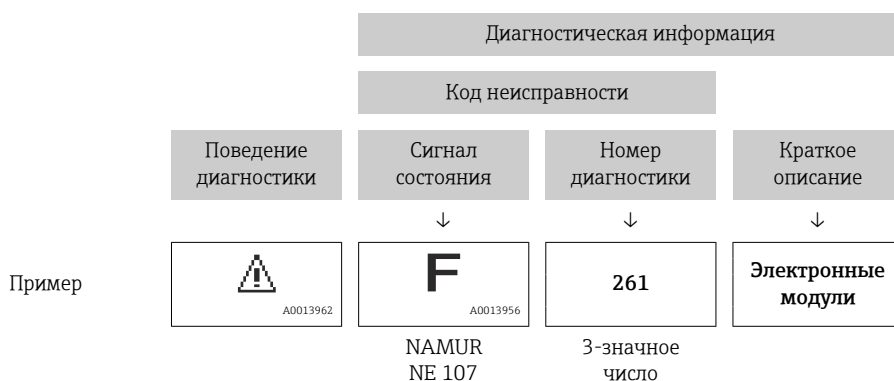 Диагностическая информация
Код неисправности
Поведение
диагностики
Сигнал
состояния
Номер
диагностики
Краткое
описание
↓
↓
↓
Пример
A0013962
F
A0013956
261
Электронные
модули
NAMUR
NE 107
3-значное
число